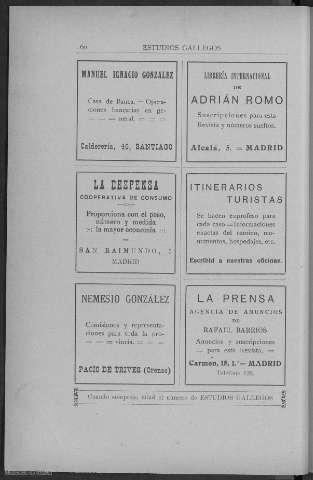 60
ESTUDIOS GALLEGOS
MANUEL IGNACIO GONZALEZ
Casa de Banca. — Opera-
ciones bancarias en ge-
— — — — neral. — — — —
Calderería, 46, SANTIAGO
LIBRERÍA INTERNACIONAL
DE
ADRIÁN ROMO
Suscripciones para esta
Revista y números sueltos.
Alcalá, 5. — MADRID
LA DESPENSA
COOPERATIVA DE CONSUMO
Proporciona con el peso,
número y medida
la mayor economía
SAN RAIMUNDO,
MADRID
ITINERARIOS
TURISTAS
Se hacen exprofeso para
cada caso — Indicaciones
exactas del camino, mo-
numentos, hospedajes, etc.
Escribid a nuestras oficinas.
NEMESIO GONZÁLEZ
Comisiones y representa-
ciones para toda la pro-
— — — vincia. — — —
PACIO DE TRIVES (Orense)
LA PRENSA
AGENCIA DE ANUNCIOS
DE
RAFAEL BARRIOS
Anuncios y suscripciones
— para esta Revista. —
Carmen, 18, 1.º — MADRID
Teléfono
Cuando compréis citad el número de ESTUDIOS GALLEGOS